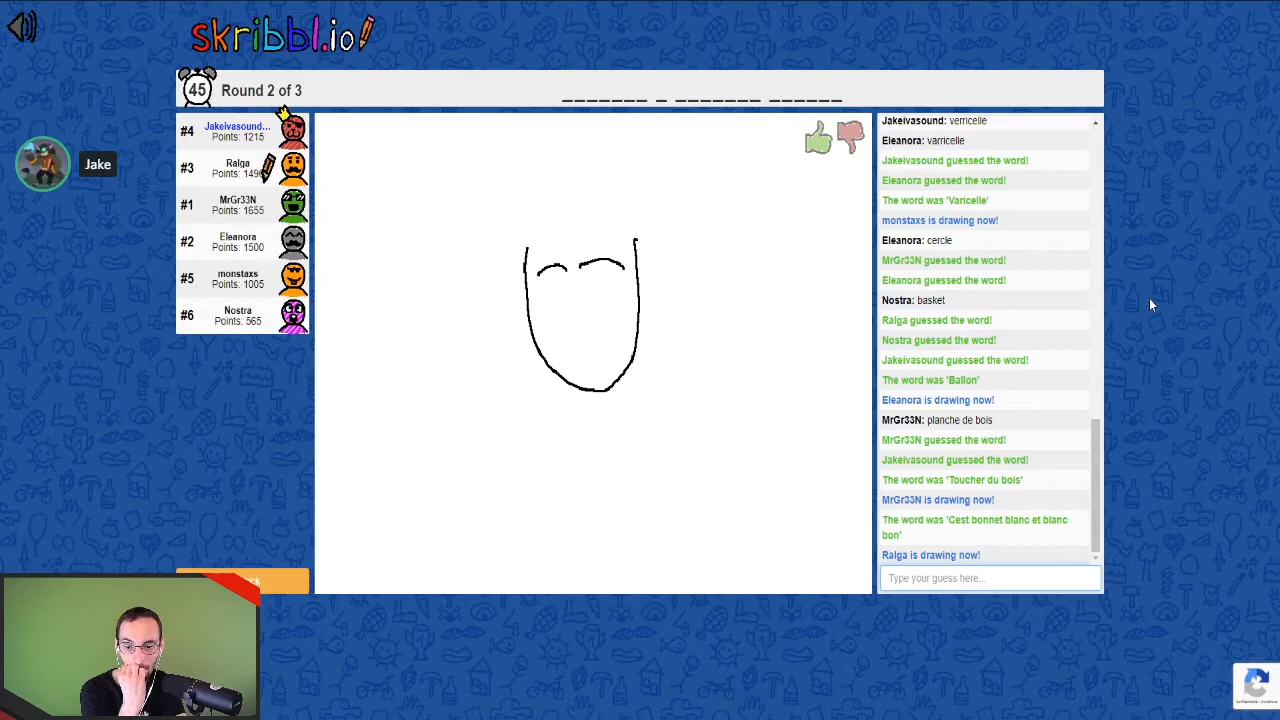 skribbl.io
45
Round 2 of 3
_______ _ _______ ______
Jake
#4
Jakeivasound...
Points: 1215
#3
Ralga
#1
MrGr33N
Points: 1655
#2
Eleanora
Points: 1500
#5
monstaxs
Points: 1005
#6
Nostra
Points: 565
Jakeivasound: verricelle
Eleanora: varricelle
Jakeivasound guessed the word!
Eleanora guessed the word!
The word was 'Varicelle'
monstaxs is drawing now!
Eleanora: cercle
MrGr33N guessed the word!
Eleanora guessed the word!
Nostra: basket
Ralga guessed the word!
Nostra guessed the word!
Jakeivasound guessed the word!
The word was 'Ballon'
Eleanora is drawing now!
MrGr33N: planche de bois
MrGr33N guessed the word!
Jakeivasound guessed the word!
The word was 'Toucher du bois'
MrGr33N is drawing now!
The word was 'Cest bonnet blanc et blanc
bon'
Ralga is drawing now!
Type your guess here...